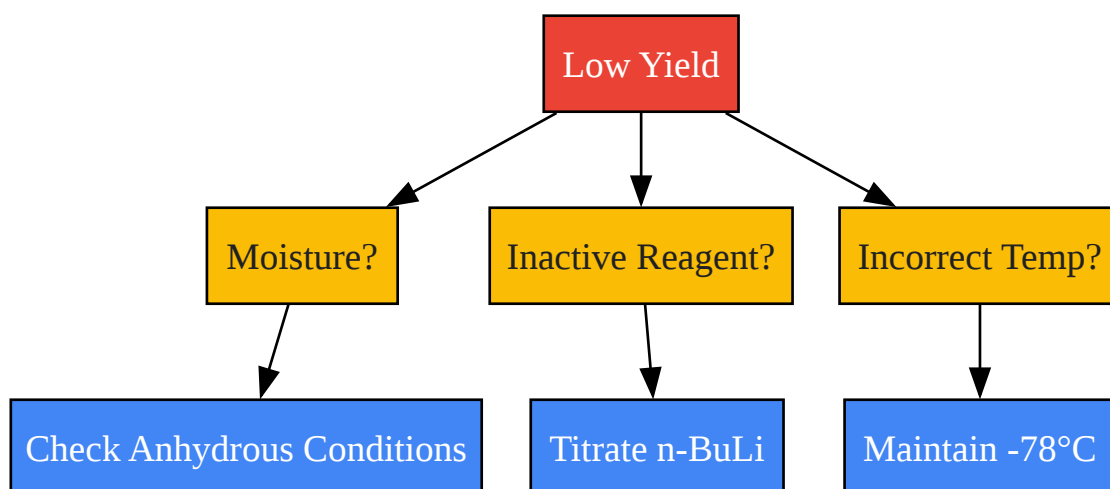 Low Yield
Moisture?
Inactive Reagent?
Incorrect Temp?
Check Anhydrous Conditions
Titrate n-BuLi
Maintain -78°C